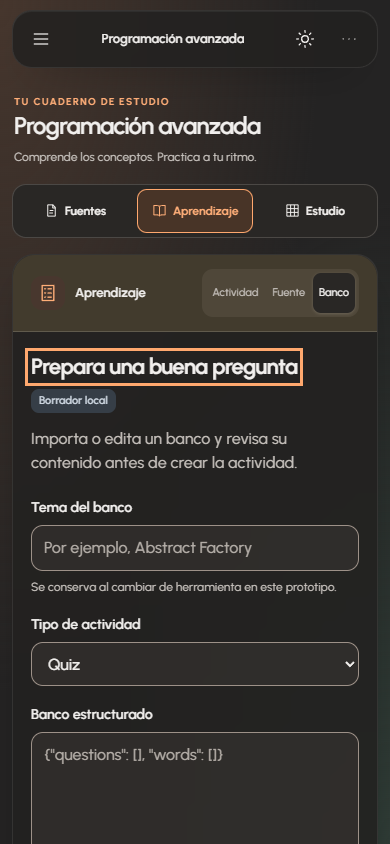 Programación avanzada
TU CUADERNO DE ESTUDIO
Programación avanzada
Comprende los conceptos. Practica a tu ritmo.
Fuentes
Aprendizaje
Estudio
Aprendizaje
Actividad
Fuente
Banco
Prepara una buena pregunta
Borrador local
Importa o edita un banco y revisa su
contenido antes de crear la actividad.
Tema del banco
Por ejemplo, Abstract Factory
Se conserva al cambiar de herramienta en este prototipo.
Tipo de actividad
Quiz
Banco estructurado
{"questions": [], "words": []}